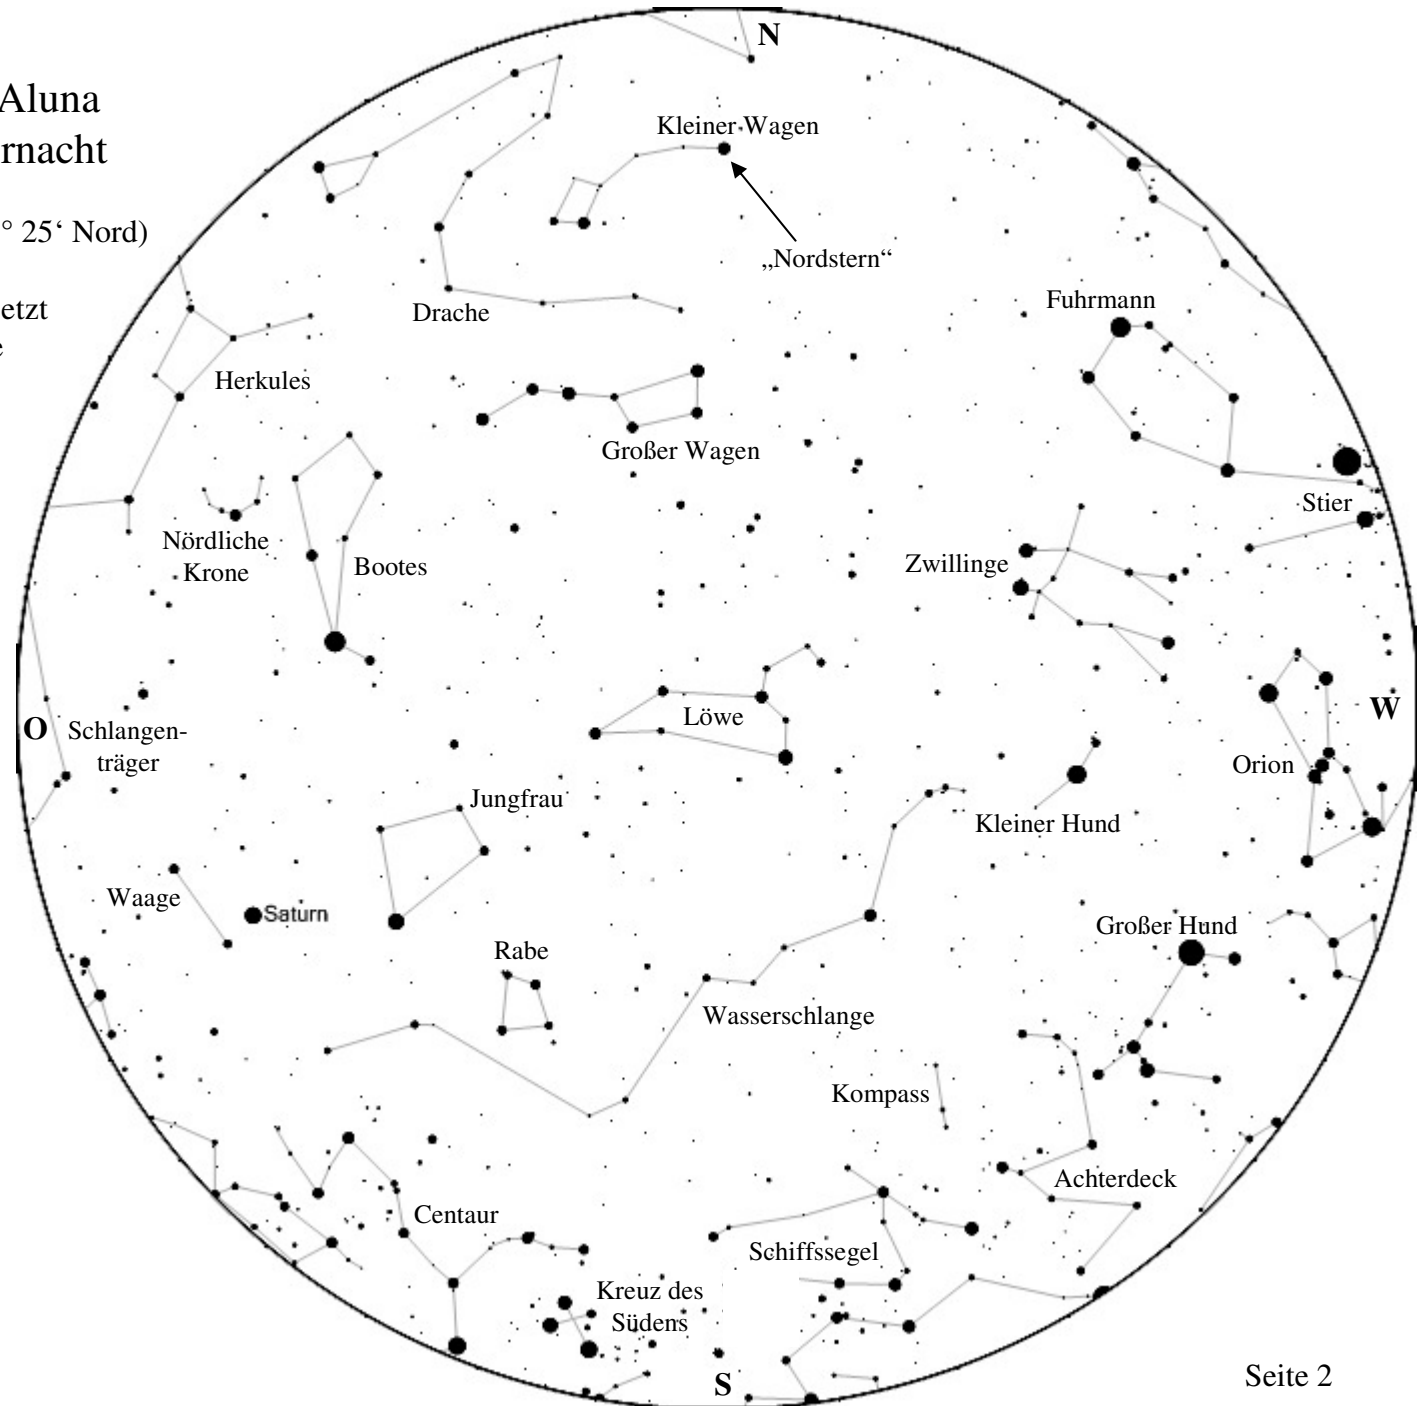 N
Aluna
rnacht
° 25‘ Nord)
etzt
e
Kleiner Wagen
„Nordstern“
Drache
Fuhrmann
Herkules
Großer Wagen
Stier
Nördliche
Krone
Bootes
Zwillinge
Löwe
W
O
Schlangen-
träger
Orion
Jungfrau
Kleiner Hund
Waage
Saturn
Großer Hund
Rabe
Wasserschlange
Kompass
Achterdeck
Centaur
Schiffssegel
Kreuz des
Südens
S
Seite 2